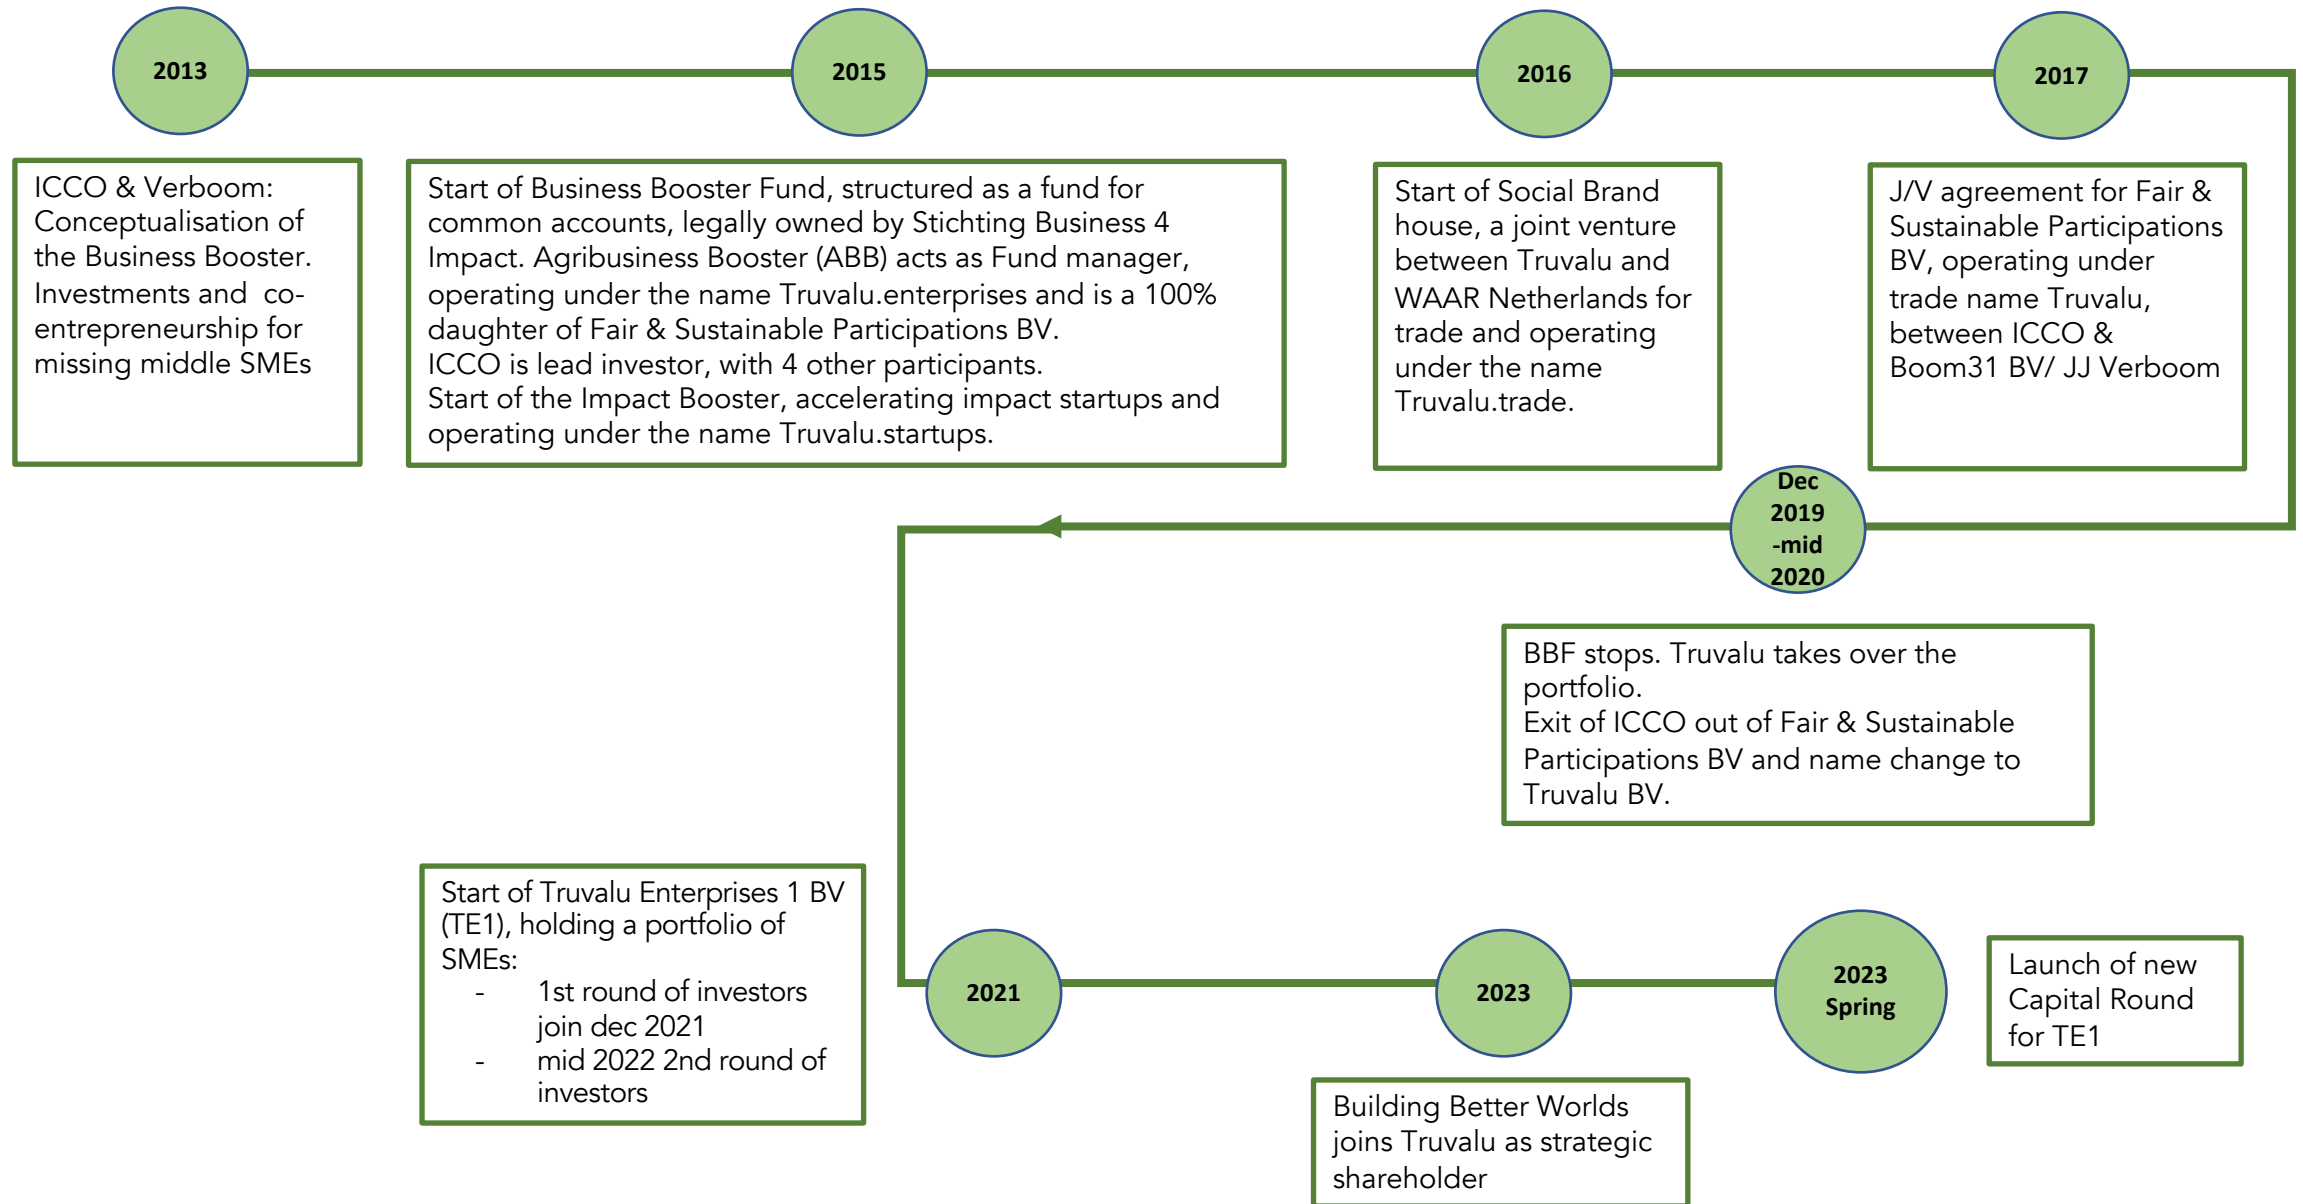 2013
2015
2016
2017
ICCO & Verboom:
Conceptualisation of
the Business Booster.
Investments and  co-
entrepreneurship for
missing middle SMEs
Start of Business Booster Fund, structured as a fund for
common accounts, legally owned by Stichting Business 4
Impact. Agribusiness Booster (ABB) acts as Fund manager,
operating under the name Truvalu.enterprises and is a 100%
daughter of Fair & Sustainable Participations BV.
ICCO is lead investor, with 4 other participants.
Start of the Impact Booster, accelerating impact startups and
operating under the name Truvalu.startups.
Start of Social Brand
house, a joint venture
between Truvalu and
WAAR Netherlands for
trade and operating
under the name
Truvalu.trade.
J/V agreement for Fair &
Sustainable Participations
BV, operating under
trade name Truvalu,
between ICCO &
Boom31 BV/ JJ Verboom
Dec
2019
-mid
2020
BBF stops. Truvalu takes over the
portfolio.
Exit of ICCO out of Fair & Sustainable
Participations BV and name change to
Truvalu BV.
Start of Truvalu Enterprises 1 BV
(TE1), holding a portfolio of
SMEs:
- 1st round of investors
join dec 2021
- mid 2022 2nd round of
investors
2021
2023
2023
Spring
Launch of new
Capital Round
for TE1
Building Better Worlds
joins Truvalu as strategic
shareholder